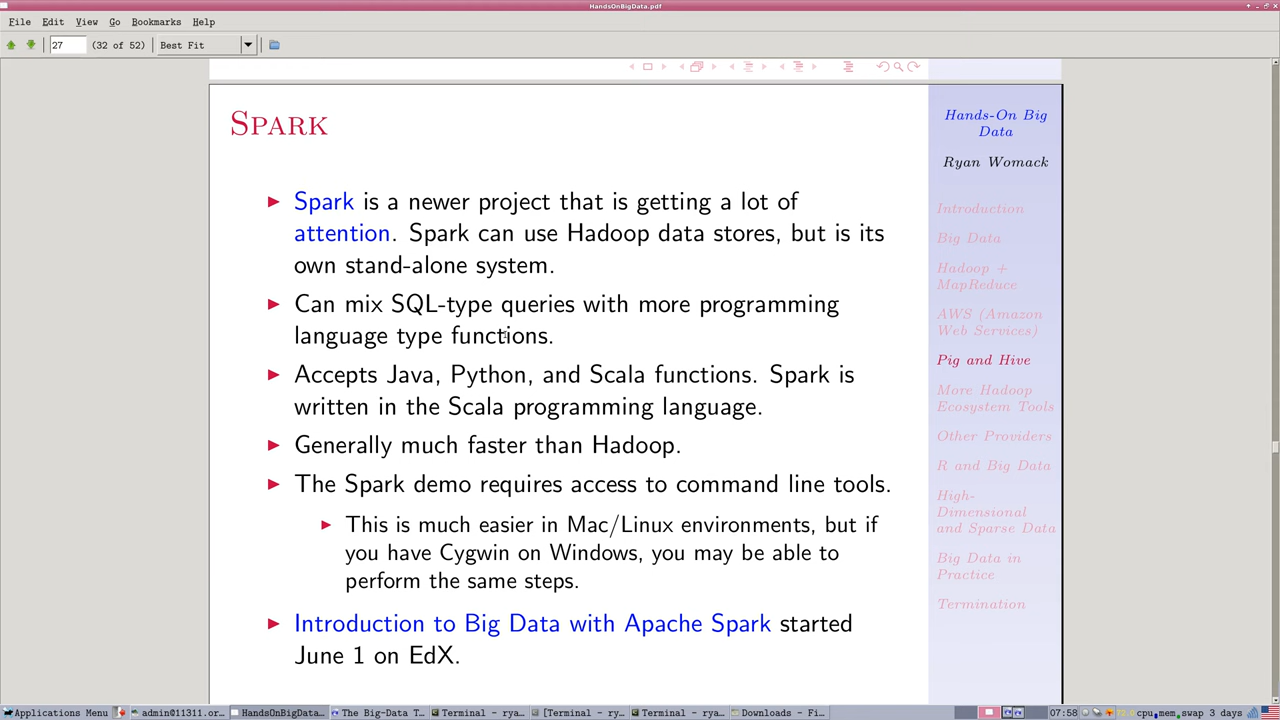 HandsOnBigData.pdf
File Edit View Go Bookmarks Help
27 (32 of 52) Best Fit
SPARK
Spark is a newer project that is getting a lot of
attention. Spark can use Hadoop data stores, but is its
own stand-alone system.
Can mix SQL-type queries with more programming
language type functions.
Accepts Java, Python, and Scala functions. Spark is
written in the Scala programming language.
Generally much faster than Hadoop.
The Spark demo requires access to command line tools.
This is much easier in Mac/Linux environments, but if
you have Cygwin on Windows, you may be able to
perform the same steps.
Introduction to Big Data with Apache Spark started
June 1 on EdX.
Hands-On Big
Data
Ryan Womack
Introduction
Big Data
Hadoop +
MapReduce
AWS (Amazon
Web Services)
Pig and Hive
More Hadoop
Ecosystem Tools
Other Providers
R and Big Data
High-
Dimensional
and Sparse Data
Big Data in
Practice
Termination
Applications Menu admin@11311.or... HandsOnBigData... The Big-Data T... Terminal - rya... [Terminal - ry... Terminal - rya... Downloads - Fi... 07:58 cpu mem swap 3 days